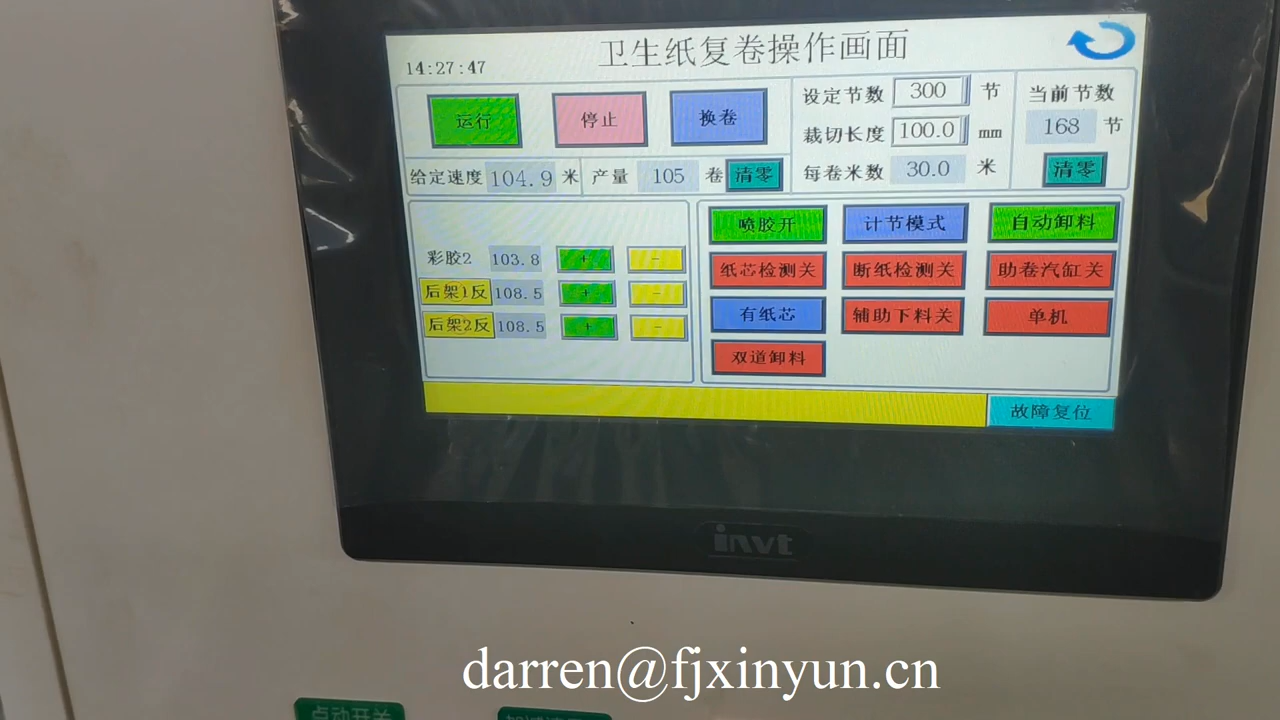 卫生纸复卷操作画面
14:27:47
运行 停止 换卷
设定节数 300 节
裁切长度 100.0 mm
每卷米数 30.0 米
当前节数
168 节
清零
给定速度 104.9 米 产量 105 卷 清零
彩胶2 103.8 + -
后架1反 108.5 + -
后架2反 108.5 + -
喷胶开 计节模式 自动卸料
纸芯检测关 断纸检测关 助卷汽缸关
有纸芯 辅助下料关 单机
双道卸料
故障复位
invt
darren@fjxinyun.cn
点动开关